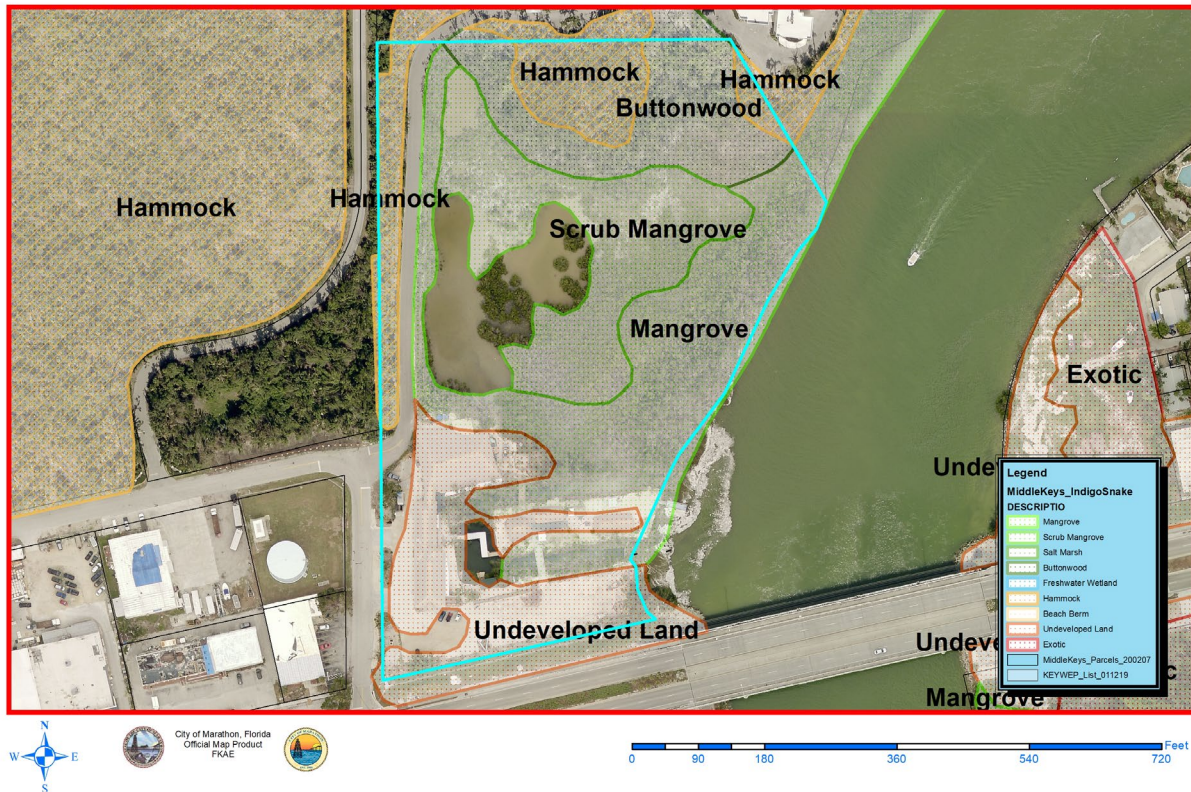 Hammock
Hammock
Buttonwood
Hammock
Hammock
Scrub Mangrove
Mangrove
Exotic
Undeveloped Land
Mangrove
Legend
MiddleKeys_IndigoSnake
DESCRIPTIO
Mangrove
Scrub Mangrove
Salt Marsh
Buttonwood
Freshwater Wetland
Hammock
Beach Berm
Undeveloped Land
Exotic
MiddleKeys_Parcels_200207
KEYWEP_List_011219
N
W E
S
City of Marathon, Florida
Official Map Product
FKAE
Feet
0 90 180 360 540 720